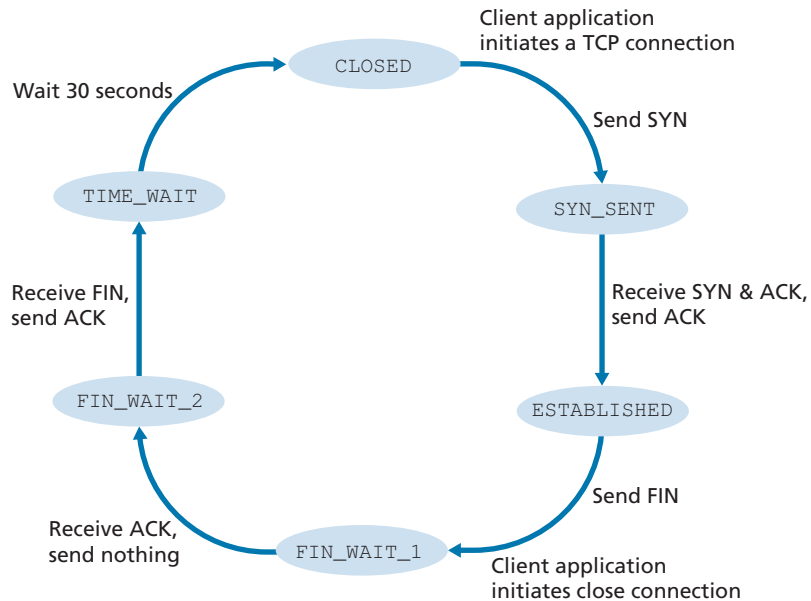 Client application
initiates a TCP connection
CLOSED
Wait 30 seconds
Send SYN
TIME_WAIT
SYN_SENT
Receive FIN,
send ACK
Receive SYN & ACK,
send ACK
FIN_WAIT_2
ESTABLISHED
Send FIN
Receive ACK,
send nothing
FIN_WAIT_1
Client application
initiates close connection